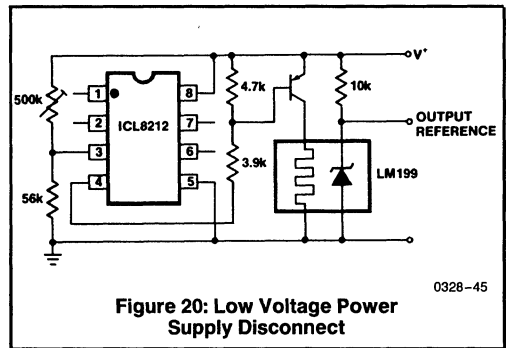 V+
500k
1
8
4.7k
10k
2
7
OUTPUT
REFERENCE
ICL8212
3
6
3.9k
LM199
56k
4
5
0328–45
Figure 20: Low Voltage Power
Supply Disconnect